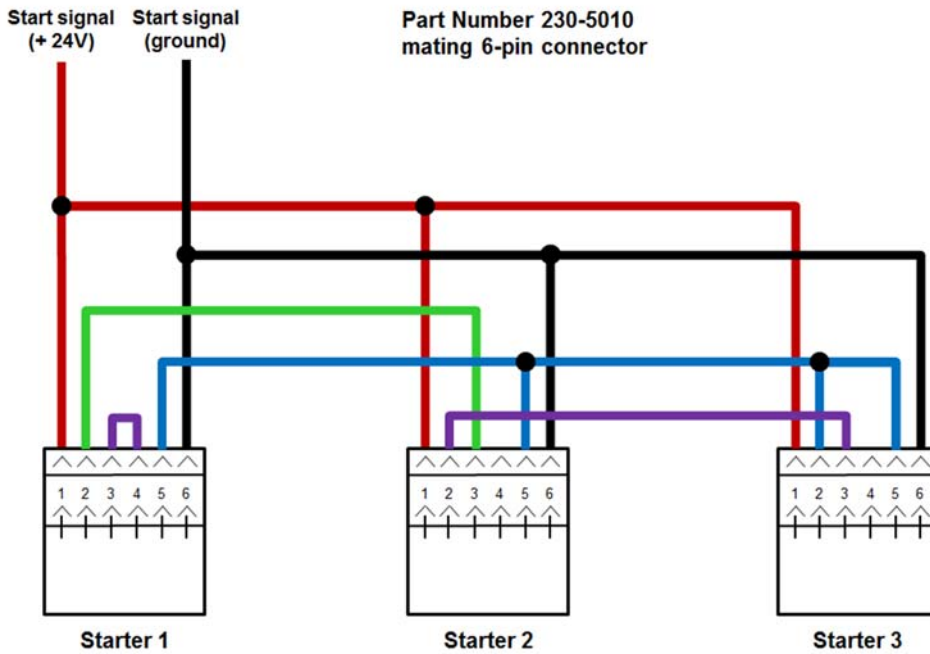 Start signal
(+ 24V)
Start signal
(ground)
Part Number 230-5010
mating 6-pin connector
1 2 3 4 5 6
1 2 3 4 5 6
1 2 3 4 5 6
Starter 1
Starter 2
Starter 3